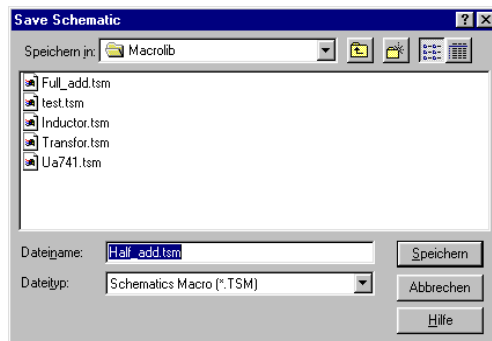 Save Schematic
Speichern in: Macrolib
Full_add.tsm
test.tsm
Inductor.tsm
Transfor.tsm
Ua741.tsm
Dateiname: Half_add.tsm Speichern
Dateityp: Schematics Macro (*.TSM) Abbrechen
Hilfe